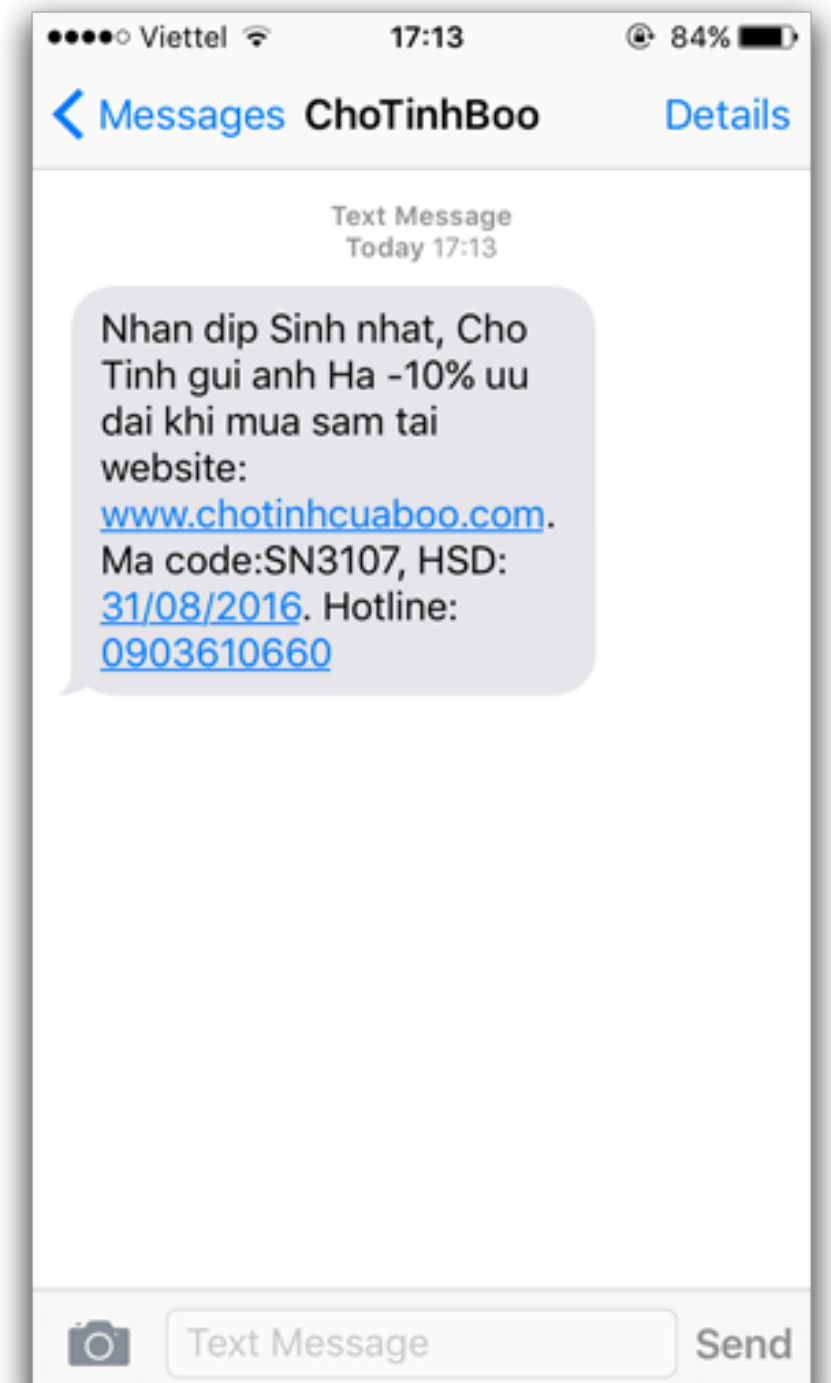 Viettel 17:13 84%
Messages ChoTinhBoo Details
Text Message
Today 17:13
Nhan dip Sinh nhat, Cho
Tinh gui anh Ha -10% uu
dai khi mua sam tai
website:
www.chotinhcuaboo.com.
Ma code:SN3107, HSD:
31/08/2016. Hotline:
0903610660
Text Message Send